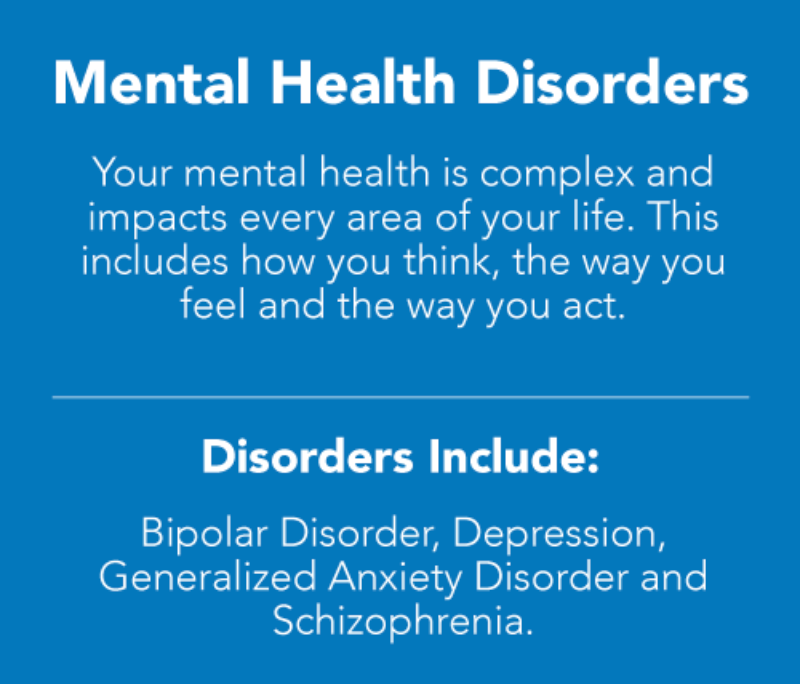 Mental Health Disorders
Your mental health is complex and
impacts every area of your life. This
includes how you think, the way you
feel and the way you act.
Disorders Include:
Bipolar Disorder, Depression,
Generalized Anxiety Disorder and
Schizophrenia.